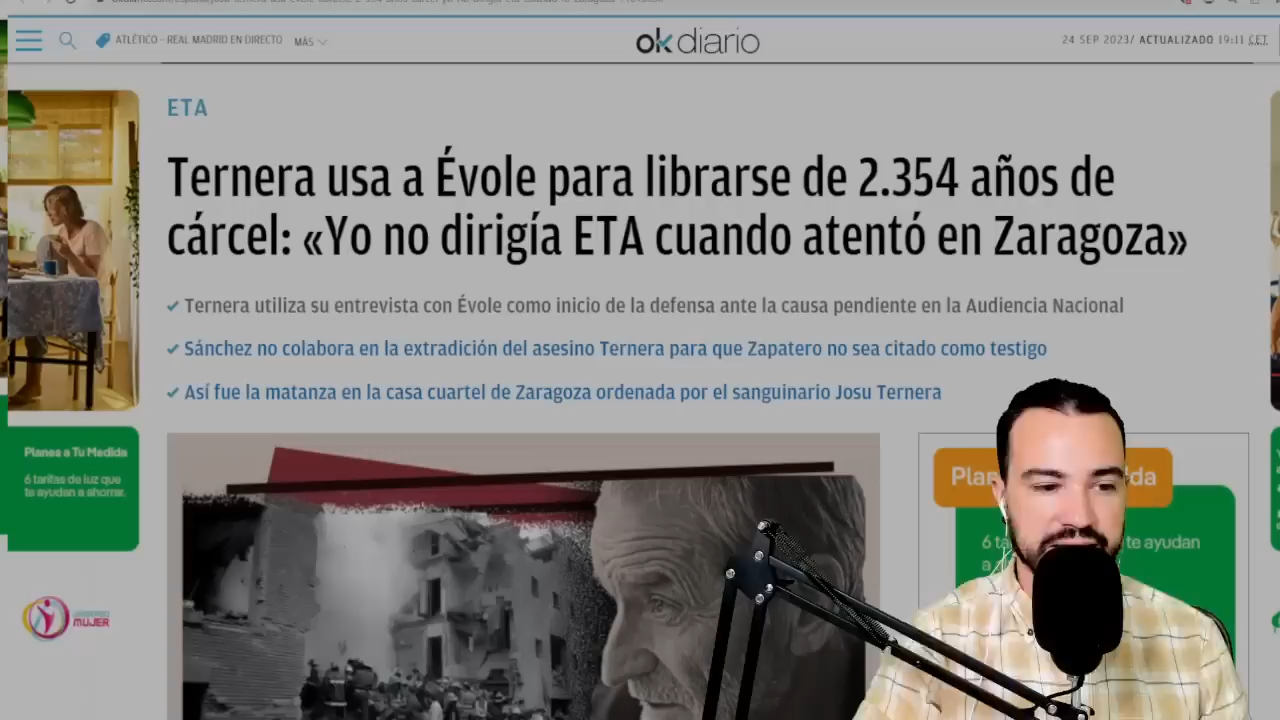 ATLÉTICO - REAL MADRID EN DIRECTO
MÁS
okdiario
24 SEP 2023/ ACTUALIZADO 19:11 CET
ETA
Ternera usa a Évole para librarse de 2.354 años de
cárcel: «Yo no dirigía ETA cuando atentó en Zaragoza»
Ternera utiliza su entrevista con Évole como inicio de la defensa ante la causa pendiente en la Audiencia Nacional
Sánchez no colabora en la extradición del asesino Ternera para que Zapatero no sea citado como testigo
Así fue la matanza en la casa cuartel de Zaragoza ordenada por el sanguinario Josu Ternera
Planes a Tu Medida
6 tarifas de luz que
te ayudan a ahorrar.
MUJER
te ayudan